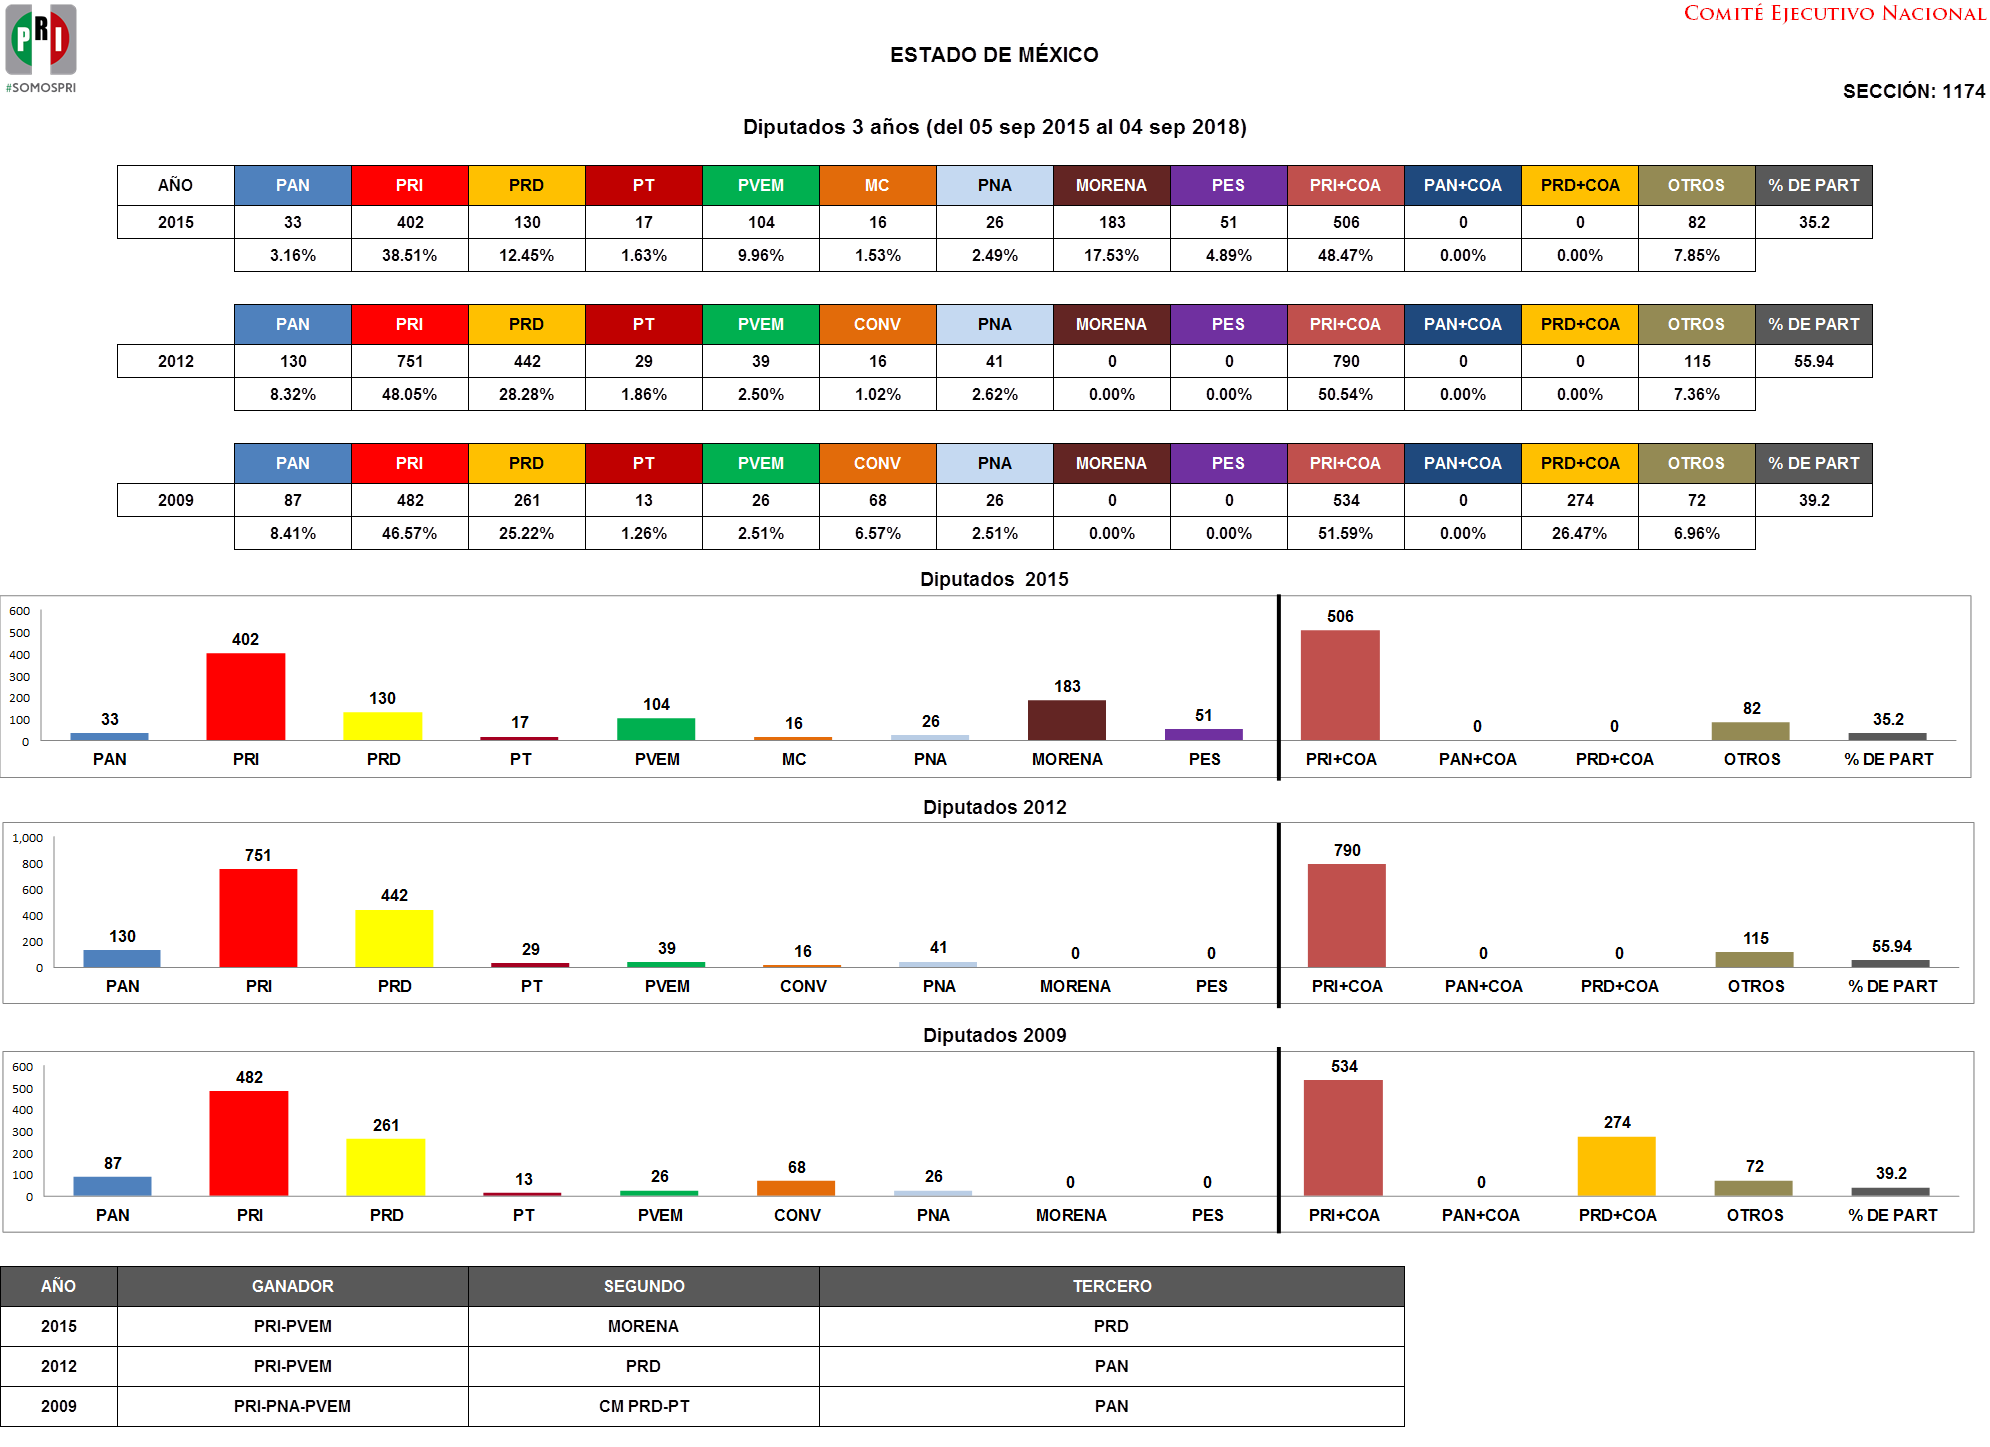 PRI
#SOMOSPRI
COMITÉ EJECUTIVO NACIONAL
ESTADO DE MÉXICO
SECCIÓN: 1174
Diputados 3 años (del 05 sep 2015 al 04 sep 2018)
AÑO PAN PRI PRD PT PVEM MC PNA MORENA PES PRI+COA PAN+COA PRD+COA OTROS % DE PART
2015 33 402 130 17 104 16 26 183 51 506 0 0 82 35.2
3.16% 38.51% 12.45% 1.63% 9.96% 1.53% 2.49% 17.53% 4.89% 48.47% 0.00% 0.00% 7.85%
PAN PRI PRD PT PVEM CONV PNA MORENA PES PRI+COA PAN+COA PRD+COA OTROS % DE PART
2012 130 751 442 29 39 16 41 0 0 790 0 0 115 55.94
8.32% 48.05% 28.28% 1.86% 2.50% 1.02% 2.62% 0.00% 0.00% 50.54% 0.00% 0.00% 7.36%
PAN PRI PRD PT PVEM CONV PNA MORENA PES PRI+COA PAN+COA PRD+COA OTROS % DE PART
2009 87 482 261 13 26 68 26 0 0 534 0 274 72 39.2
8.41% 46.57% 25.22% 1.26% 2.51% 6.57% 2.51% 0.00% 0.00% 51.59% 0.00% 26.47% 6.96%
Diputados 2015
600
500
400
300
200
100
0
33 402 130 17 104 16 26 183 51 506 0 0 82 35.2
PAN PRI PRD PT PVEM MC PNA MORENA PES PRI+COA PAN+COA PRD+COA OTROS % DE PART
Diputados 2012
1,000
800
600
400
200
0
130 751 442 29 39 16 41 0 0 790 0 0 115 55.94
PAN PRI PRD PT PVEM CONV PNA MORENA PES PRI+COA PAN+COA PRD+COA OTROS % DE PART
Diputados 2009
600
500
400
300
200
100
0
87 482 261 13 26 68 26 0 0 534 0 274 72 39.2
PAN PRI PRD PT PVEM CONV PNA MORENA PES PRI+COA PAN+COA PRD+COA OTROS % DE PART
AÑO GANADOR SEGUNDO TERCERO
2015 PRI-PVEM MORENA PRD
2012 PRI-PVEM PRD PAN
2009 PRI-PNA-PVEM CM PRD-PT PAN